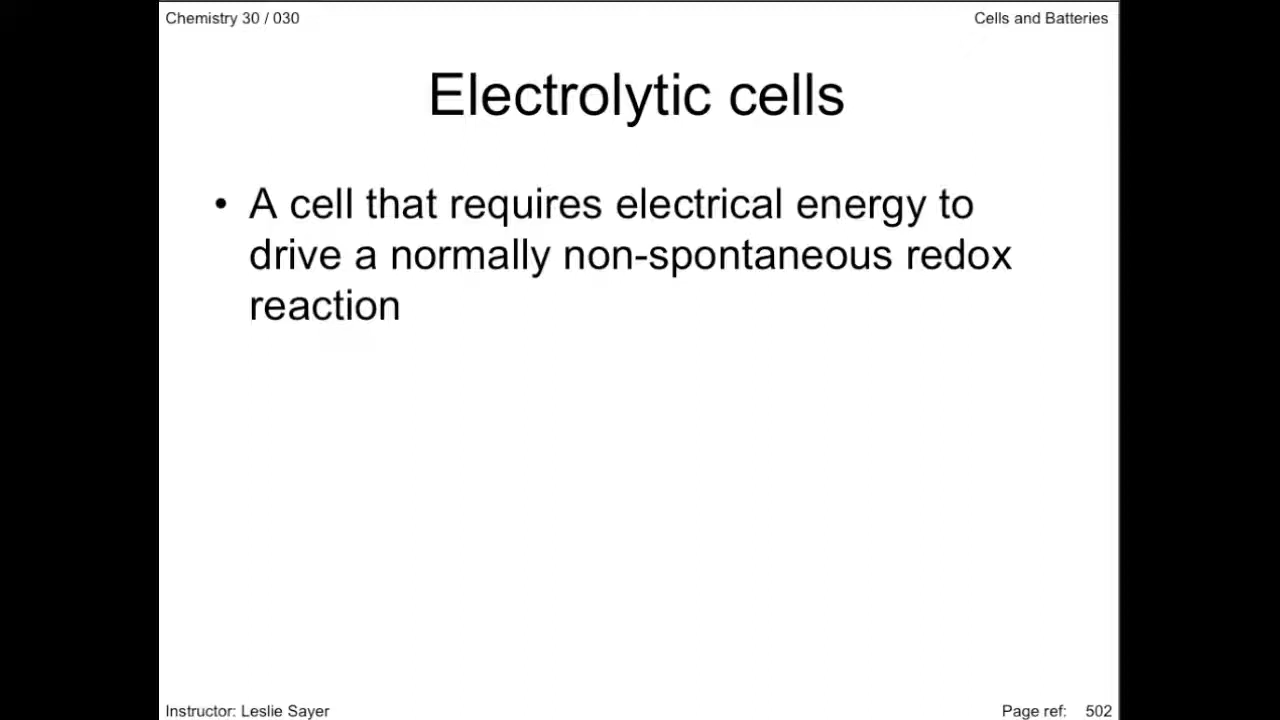 Chemistry 30 / 030
Cells and Batteries
Electrolytic cells
• A cell that requires electrical energy to
drive a normally non-spontaneous redox
reaction
Instructor: Leslie Sayer
Page ref: 502